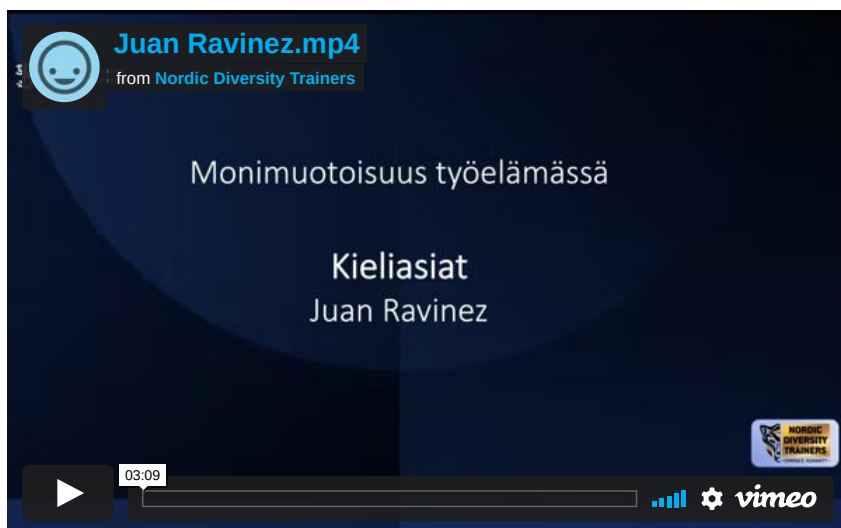 Juan Ravinez.mp4
from Nordic Diversity Trainers
Monimuotoisuus työelämässä
Kieliasiat
Juan Ravinez
NORDIC
DIVERSITY
TRAINERS
03:09
vimeo